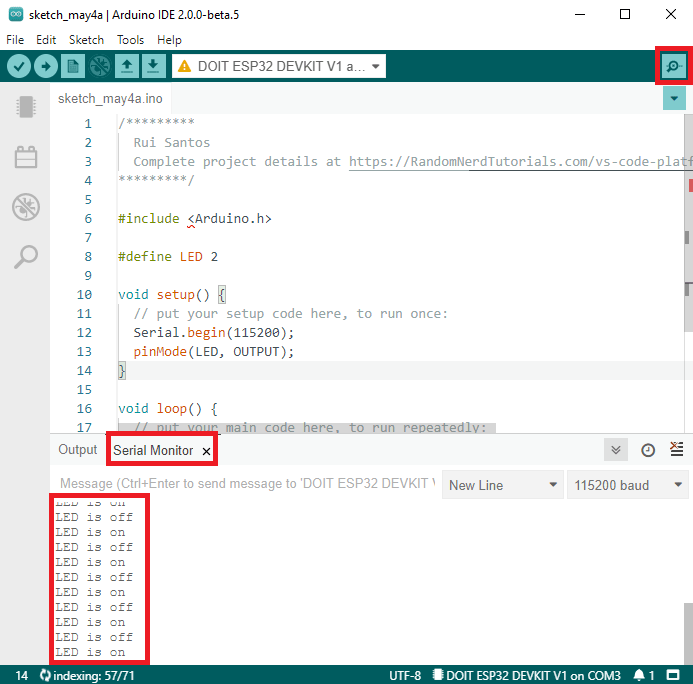 sketch_may4a | Arduino IDE 2.0.0-beta.5
File Edit Sketch Tools Help
DOIT ESP32 DEVKIT V1 a...
sketch_may4a.ino
1 /*********
2 Rui Santos
3 Complete project details at https://RandomNerdTutorials.com/vs-code-platf
4 *********/
5
6 #include <Arduino.h>
7
8 #define LED 2
9
10 void setup() {
11 // put your setup code here, to run once:
12 Serial.begin(115200);
13 pinMode(LED, OUTPUT);
14 }
15
16 void loop() {
17 // put your main code here, to run repeatedly:
Output Serial Monitor ×
Message (Ctrl+Enter to send message to 'DOIT ESP32 DEVKIT V New Line 115200 baud
LED is on
LED is off
LED is on
LED is off
LED is on
LED is off
LED is on
LED is off
LED is on
LED is off
LED is on
14 indexing: 57/71 UTF-8 DOIT ESP32 DEVKIT V1 on COM3 1